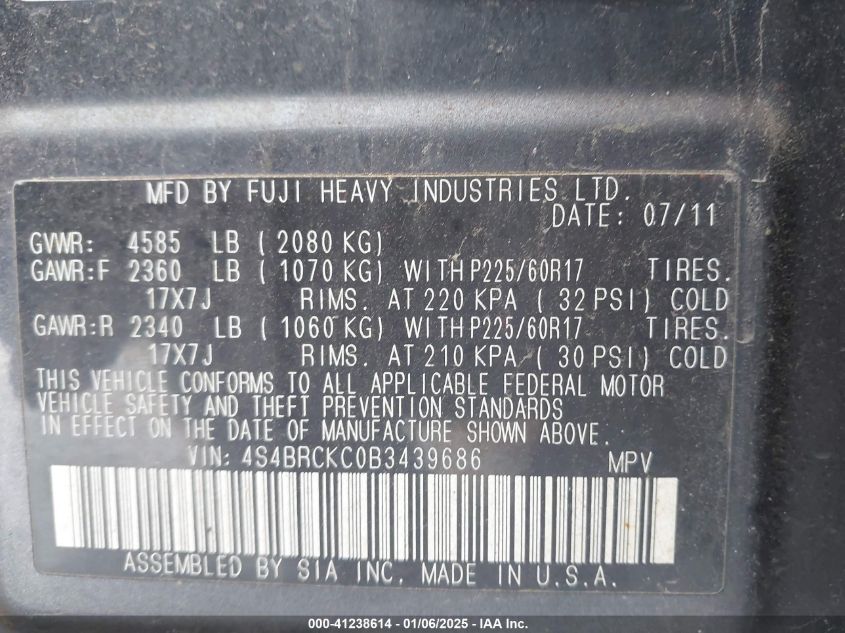 MFD BY FUJI HEAVY INDUSTRIES LTD.
DATE: 07/11
GVWR: 4585 LB ( 2080 KG)
GAWR:F 2360 LB ( 1070 KG) WITH P225/60R17 TIRES.
17X7J RIMS. AT 220 KPA ( 32 PSI) COLD
GAWR:R 2340 LB ( 1060 KG) WITH P225/60R17 TIRES.
17X7J RIMS. AT 210 KPA ( 30 PSI) COLD
THIS VEHICLE CONFORMS TO ALL APPLICABLE FEDERAL MOTOR
VEHICLE SAFETY AND THEFT PREVENTION STANDARDS
IN EFFECT ON THE DATE OF MANUFACTURE SHOWN ABOVE.
VIN: 4S4BRCKC0B3439686 MPV
ASSEMBLED BY SIA INC. MADE IN U.S.A.
000-41238614 - 01/06/2025 - IAA Inc.